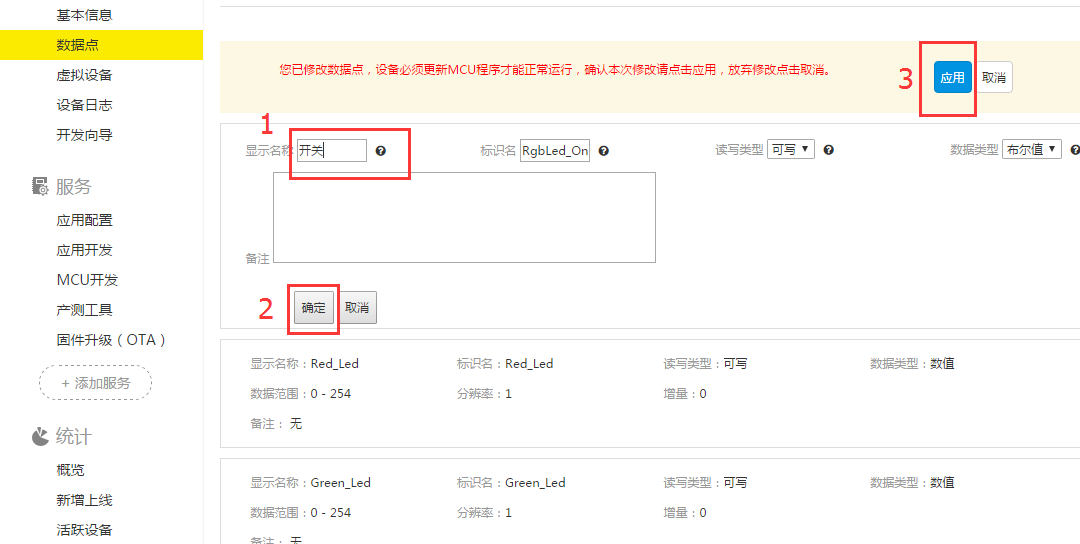 基本信息
数据点
虚拟设备
设备日志
开发向导
服务
应用配置
应用开发
MCU开发
产测工具
固件升级（OTA）
+ 添加服务
统计
概览
新增上线
活跃设备
您已修改数据点，设备必须更新MCU程序才能正常运行，确认本次修改请点击应用，放弃修改点击取消。
3 应用 取消
1
显示名称 开关 标识名 RgbLed_On 读写类型 可写 数据类型 布尔值
备注
2 确定 取消
显示名称：Red_Led 标识名：Red_Led 读写类型：可写 数据类型：数值
数据范围：0 - 254 分辨率：1 增量：0
备注： 无
显示名称：Green_Led 标识名：Green_Led 读写类型：可写 数据类型：数值
数据范围：0 - 254 分辨率：1 增量：0
备注： 无